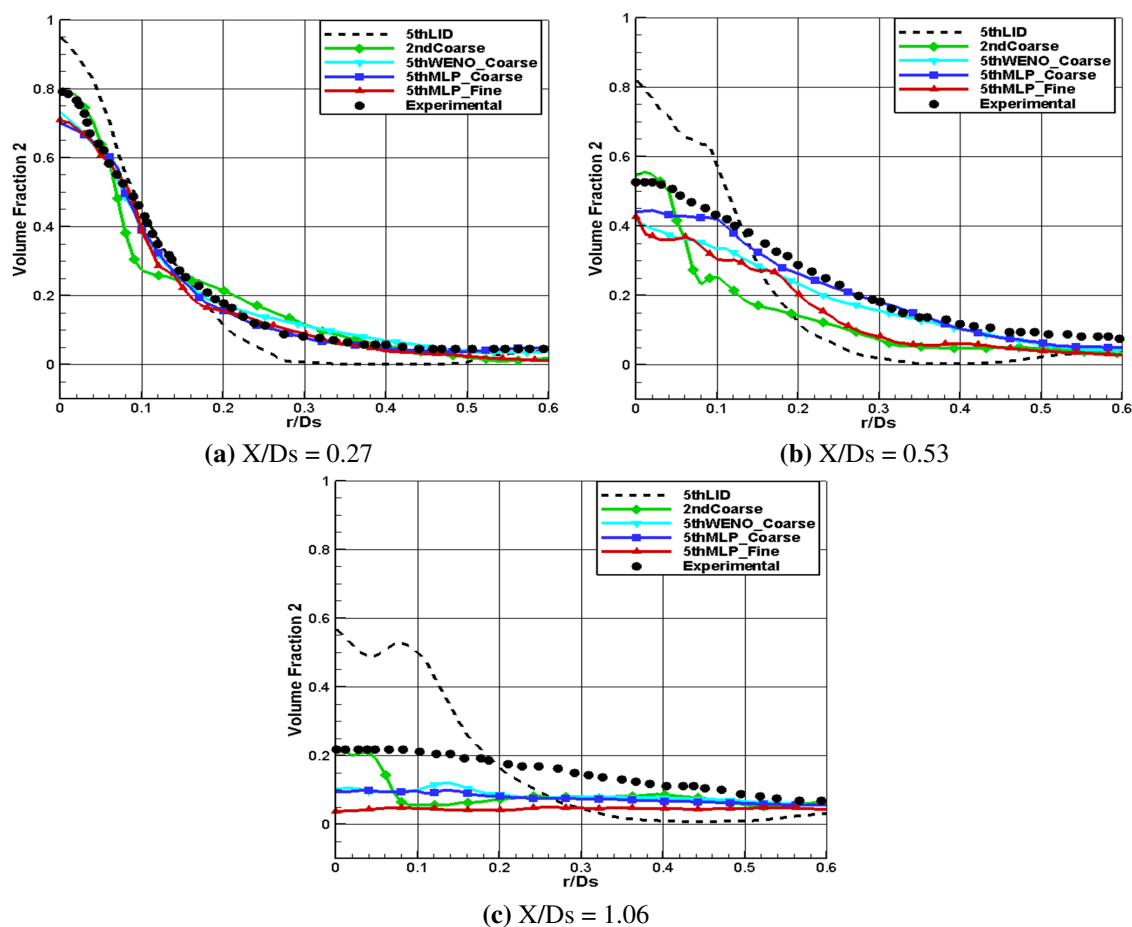 1
0.8
0.6
0.4
0.2
0
Volume Fraction 2
5thLID
2ndCoarse
5thWENO_Coarse
5thMLP_Coarse
5thMLP_Fine
Experimental
0 0.1 0.2 0.3 0.4 0.5 0.6
r/Ds
(a) X/Ds = 0.27
1
0.8
0.6
0.4
0.2
0
Volume Fraction 2
5thLID
2ndCoarse
5thWENO_Coarse
5thMLP_Coarse
5thMLP_Fine
Experimental
0 0.1 0.2 0.3 0.4 0.5 0.6
r/Ds
(b) X/Ds = 0.53
1
0.8
0.6
0.4
0.2
0
Volume Fraction 2
5thLID
2ndCoarse
5thWENO_Coarse
5thMLP_Coarse
5thMLP_Fine
Experimental
0 0.1 0.2 0.3 0.4 0.5 0.6
r/Ds
(c) X/Ds = 1.06